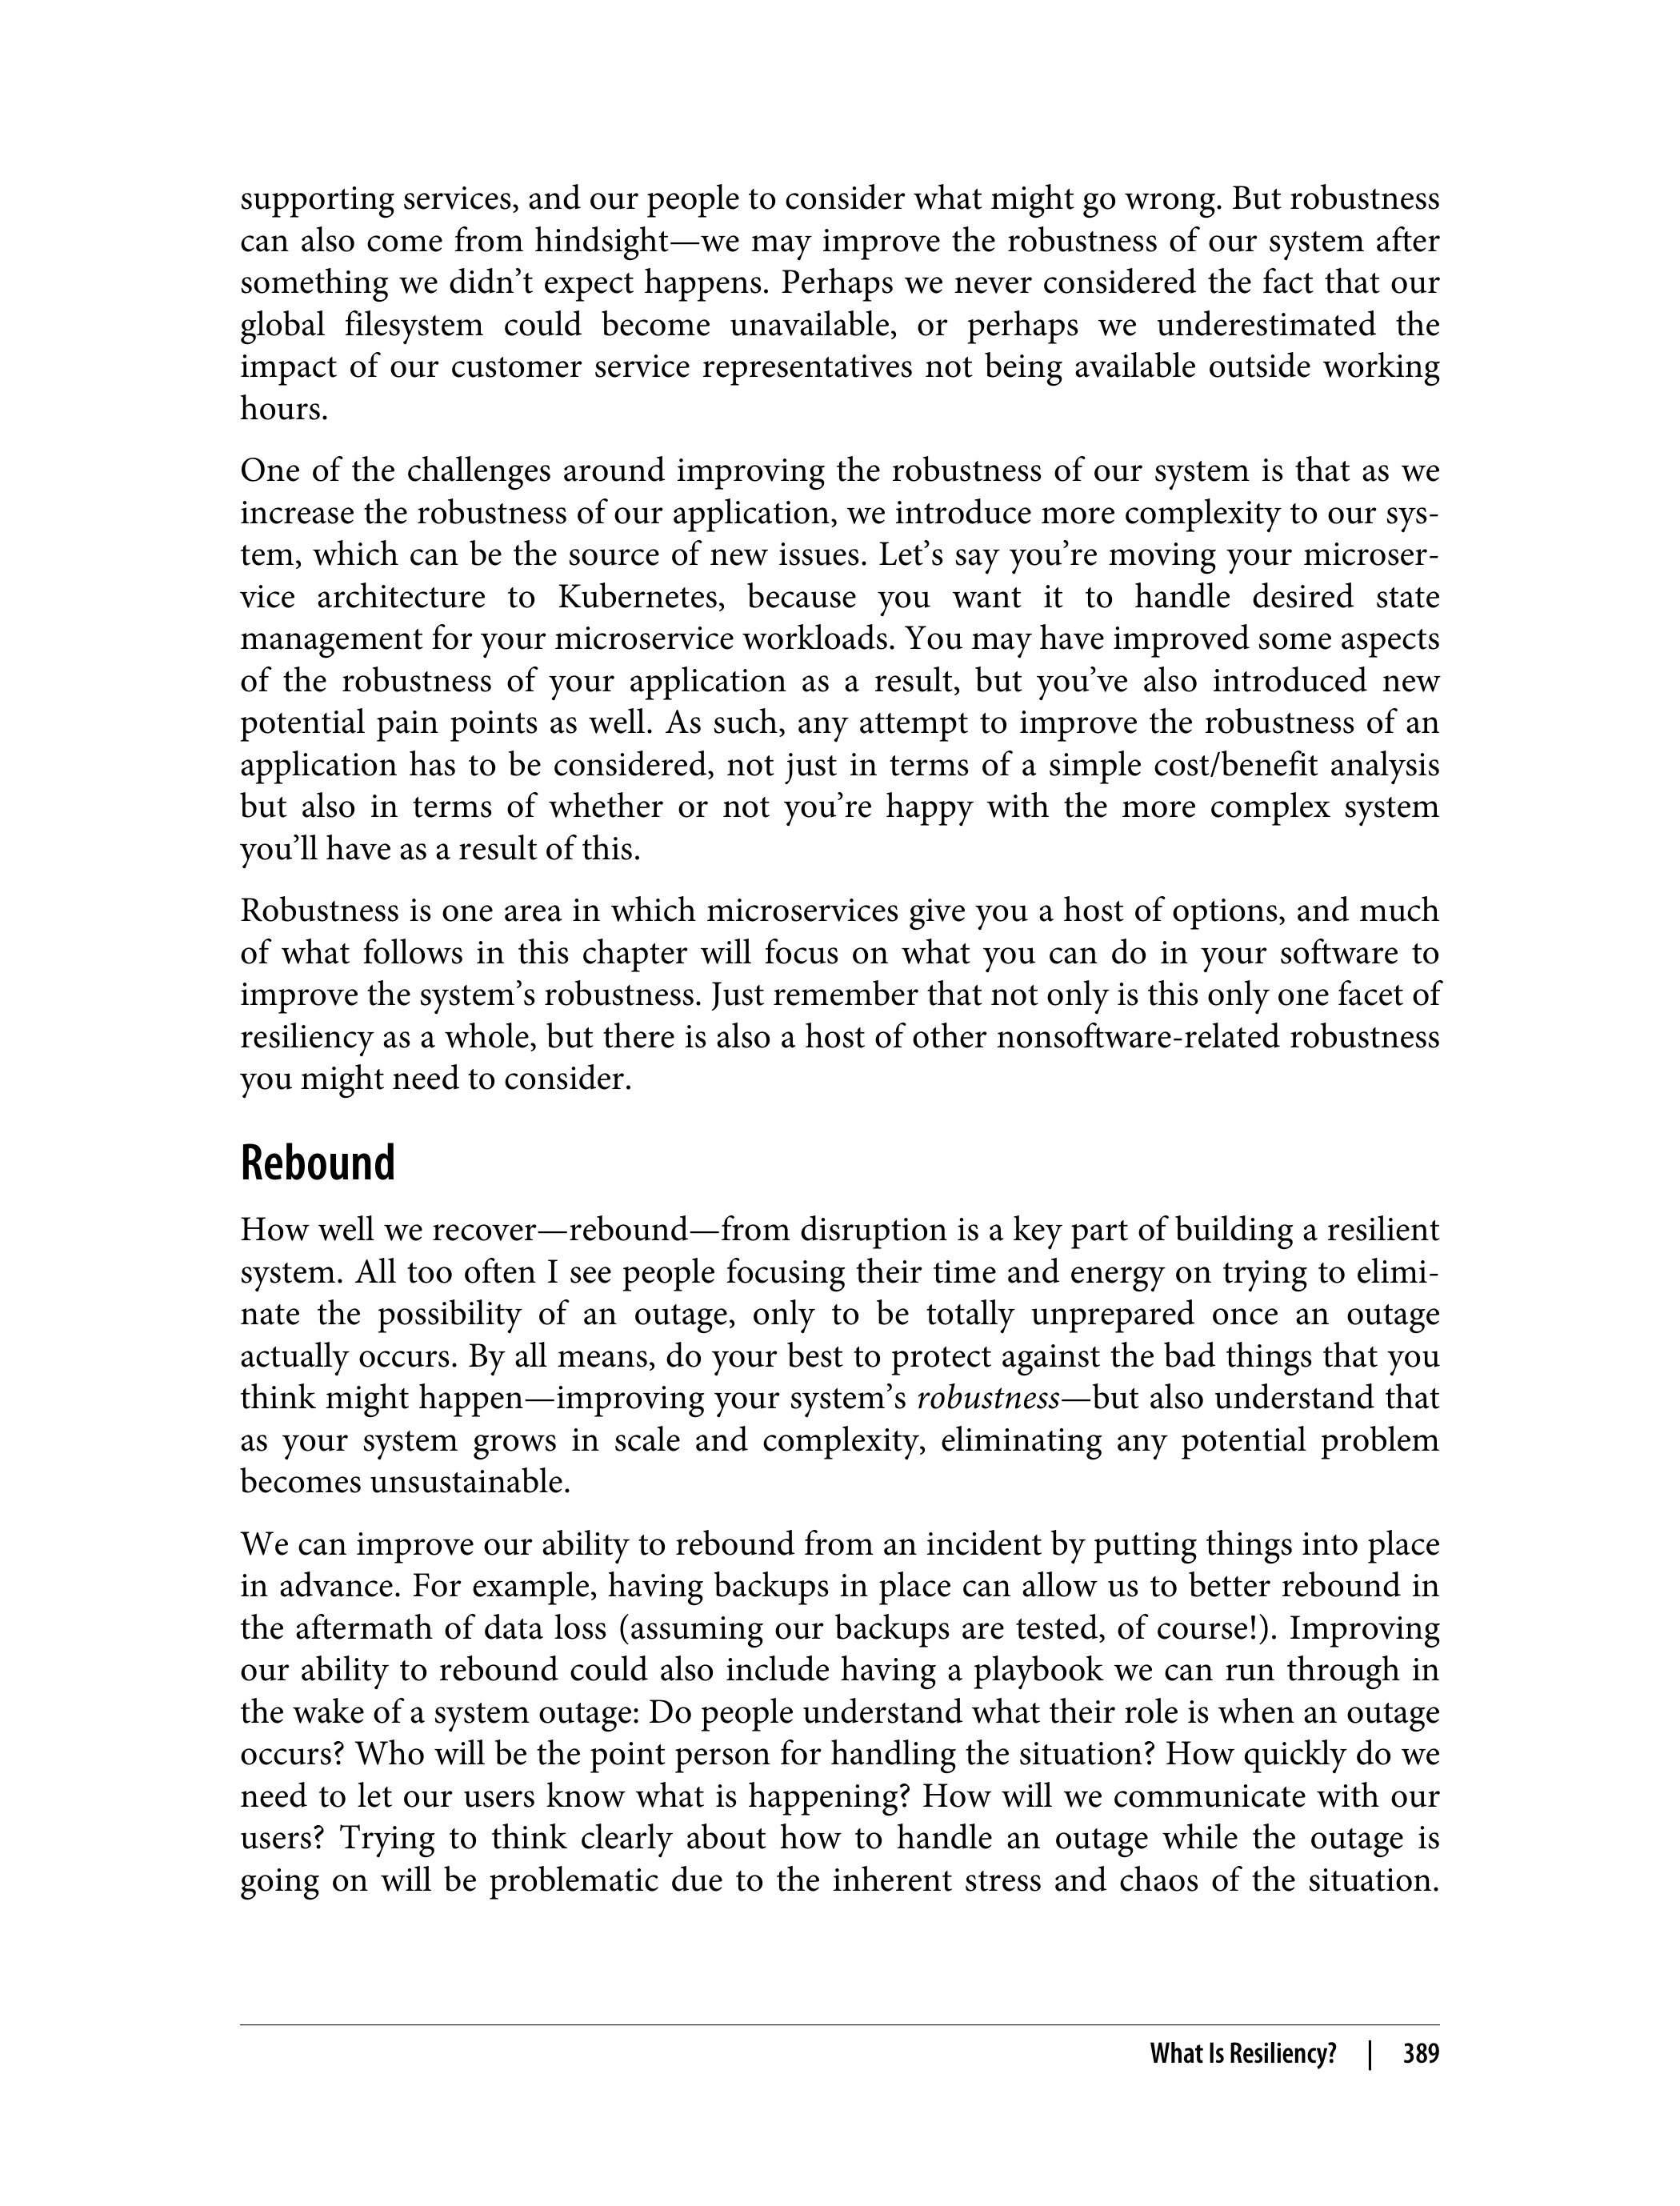 supporting services, and our people to consider what might go wrong. But robustness
can also come from hindsight—we may improve the robustness of our system after
something we didn’t expect happens. Perhaps we never considered the fact that our
global filesystem could become unavailable, or perhaps we underestimated the
impact of our customer service representatives not being available outside working
hours.
One of the challenges around improving the robustness of our system is that as we
increase the robustness of our application, we introduce more complexity to our sys-
tem, which can be the source of new issues. Let’s say you’re moving your microser-
vice architecture to Kubernetes, because you want it to handle desired state
management for your microservice workloads. You may have improved some aspects
of the robustness of your application as a result, but you’ve also introduced new
potential pain points as well. As such, any attempt to improve the robustness of an
application has to be considered, not just in terms of a simple cost/benefit analysis
but also in terms of whether or not you’re happy with the more complex system
you’ll have as a result of this.
Robustness is one area in which microservices give you a host of options, and much
of what follows in this chapter will focus on what you can do in your software to
improve the system’s robustness. Just remember that not only is this only one facet of
resiliency as a whole, but there is also a host of other nonsoftware-related robustness
you might need to consider.
Rebound
How well we recover—rebound—from disruption is a key part of building a resilient
system. All too often I see people focusing their time and energy on trying to elimi-
nate the possibility of an outage, only to be totally unprepared once an outage
actually occurs. By all means, do your best to protect against the bad things that you
think might happen—improving your system’s robustness—but also understand that
as your system grows in scale and complexity, eliminating any potential problem
becomes unsustainable.
We can improve our ability to rebound from an incident by putting things into place
in advance. For example, having backups in place can allow us to better rebound in
the aftermath of data loss (assuming our backups are tested, of course!). Improving
our ability to rebound could also include having a playbook we can run through in
the wake of a system outage: Do people understand what their role is when an outage
occurs? Who will be the point person for handling the situation? How quickly do we
need to let our users know what is happening? How will we communicate with our
users? Trying to think clearly about how to handle an outage while the outage is
going on will be problematic due to the inherent stress and chaos of the situation.
What Is Resiliency? | 389